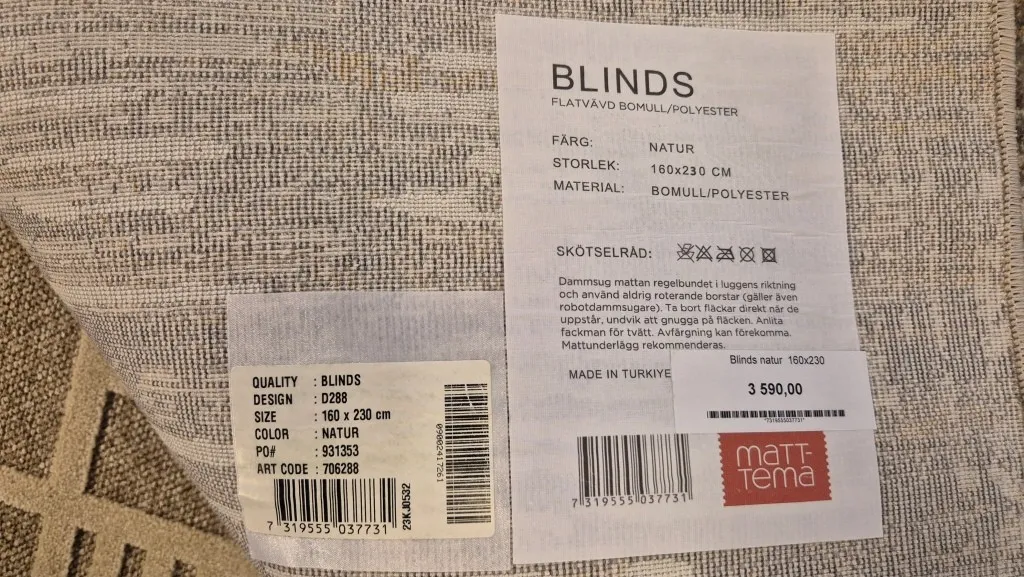 BLINDS
FLATVÄVD BOMULL/POLYESTER
FÄRG: NATUR
STORLEK: 160x230 CM
MATERIAL: BOMULL/POLYESTER
SKÖTSELRÅD:
Dammsug mattan regelbundet i luggens riktning
och använd aldrig roterande borstar (gäller även
robotdammsugare). Ta bort fläckar direkt när de
uppstår, undvik att gnugga på fläcken. Anlita
fackman för tvätt. Avfärgning kan förekomma.
Mattunderlägg rekommenderas.
MADE IN TURKIYE
Blinds natur 160x230
3 590,00
*7319555037731*
7 319555 037731
MATT-
TEMA
QUALITY : BLINDS
DESIGN : D288
SIZE : 160 x 230 cm
COLOR : NATUR
PO# : 931353
ART CODE : 706288
7 319555 037731
23KJ0532
09002417261